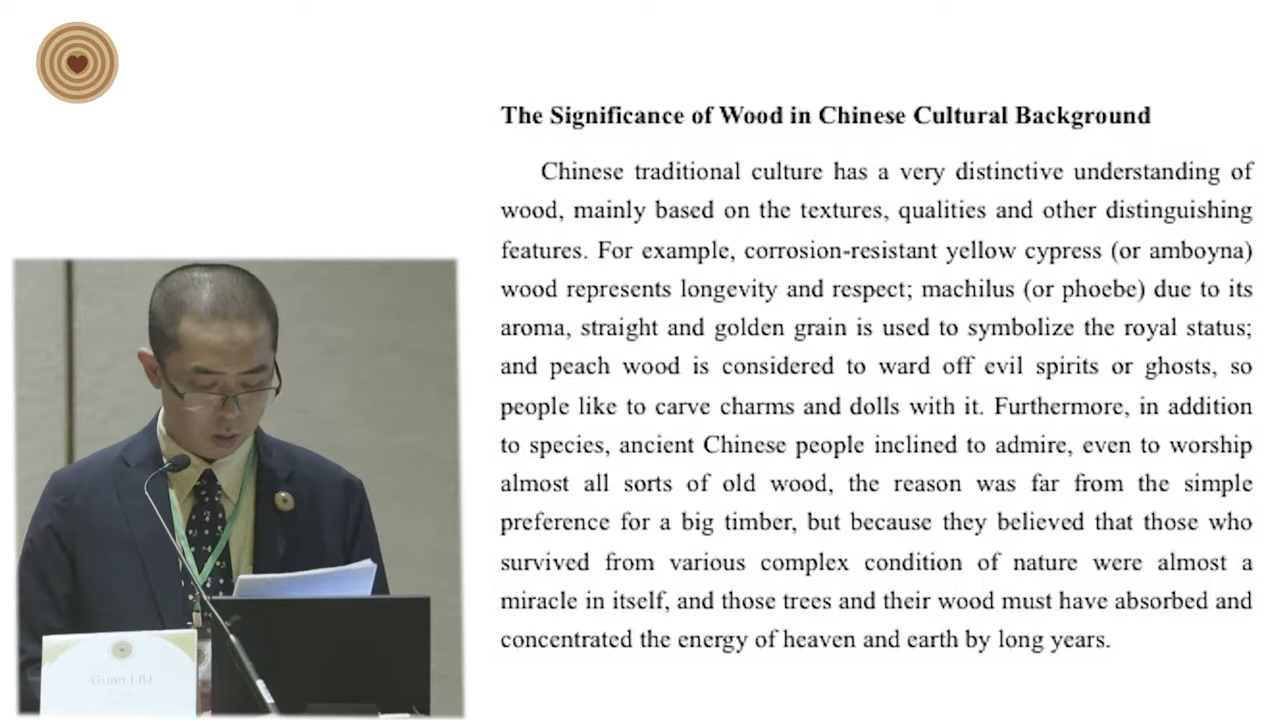 The Significance of Wood in Chinese Cultural Background
Chinese traditional culture has a very distinctive understanding of
wood, mainly based on the textures, qualities and other distinguishing
features. For example, corrosion-resistant yellow cypress (or amboyna)
wood represents longevity and respect; machilus (or phoebe) due to its
aroma, straight and golden grain is used to symbolize the royal status;
and peach wood is considered to ward off evil spirits or ghosts, so
people like to carve charms and dolls with it. Furthermore, in addition
to species, ancient Chinese people inclined to admire, even to worship
almost all sorts of old wood, the reason was far from the simple
preference for a big timber, but because they believed that those who
survived from various complex condition of nature were almost a
miracle in itself, and those trees and their wood must have absorbed and
concentrated the energy of heaven and earth by long years.
Guan LIU